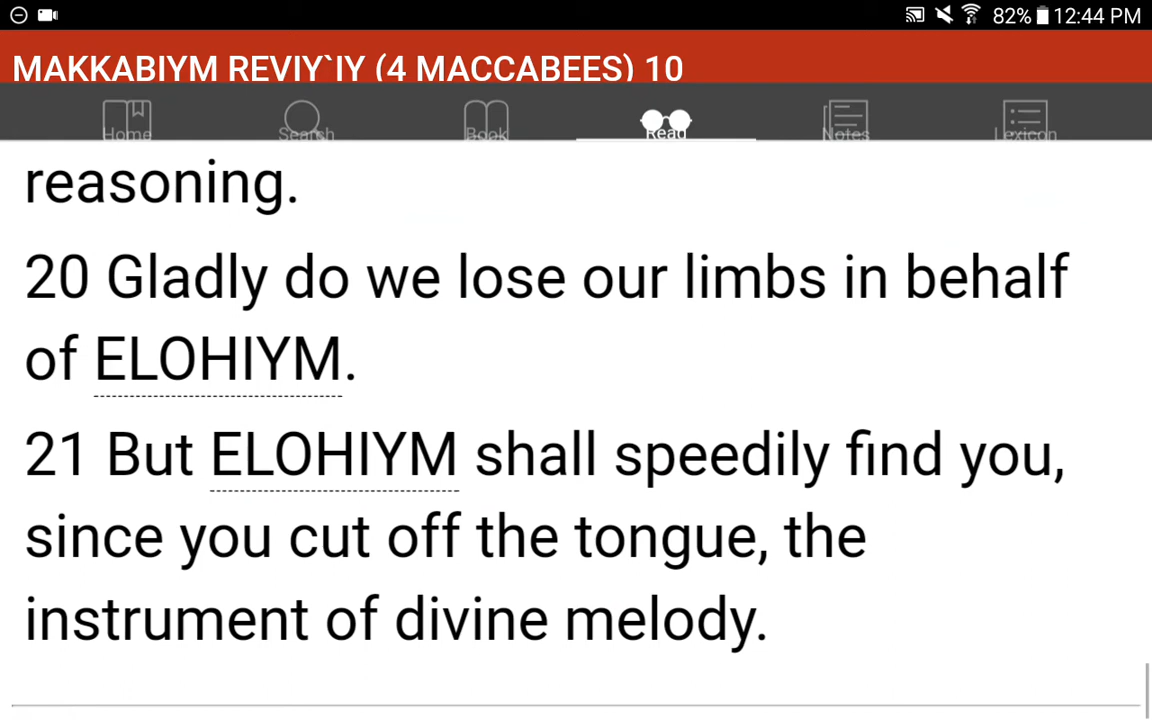 82% 12:44 PM
MAKKABIYM REVIY`IY (4 MACCABEES) 10
Home Search Book Read Notes Lexicon
reasoning.
20 Gladly do we lose our limbs in behalf
of ELOHIYM.
21 But ELOHIYM shall speedily find you,
since you cut off the tongue, the
instrument of divine melody.